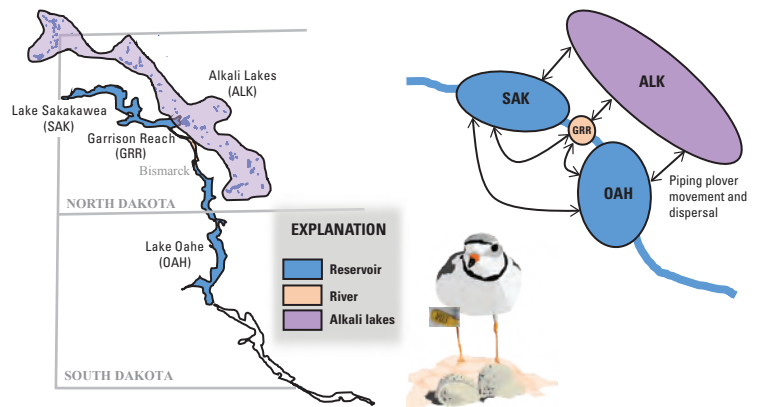 Alkali Lakes
(ALK)
Lake Sakakawea
(SAK)
Garrison Reach
(GRR)
Bismarck
NORTH DAKOTA
Lake Oahe
(OAH)
SOUTH DAKOTA
EXPLANATION
Reservoir
River
Alkali lakes
SAK
ALK
GRR
OAH
Piping plover
movement and
dispersal